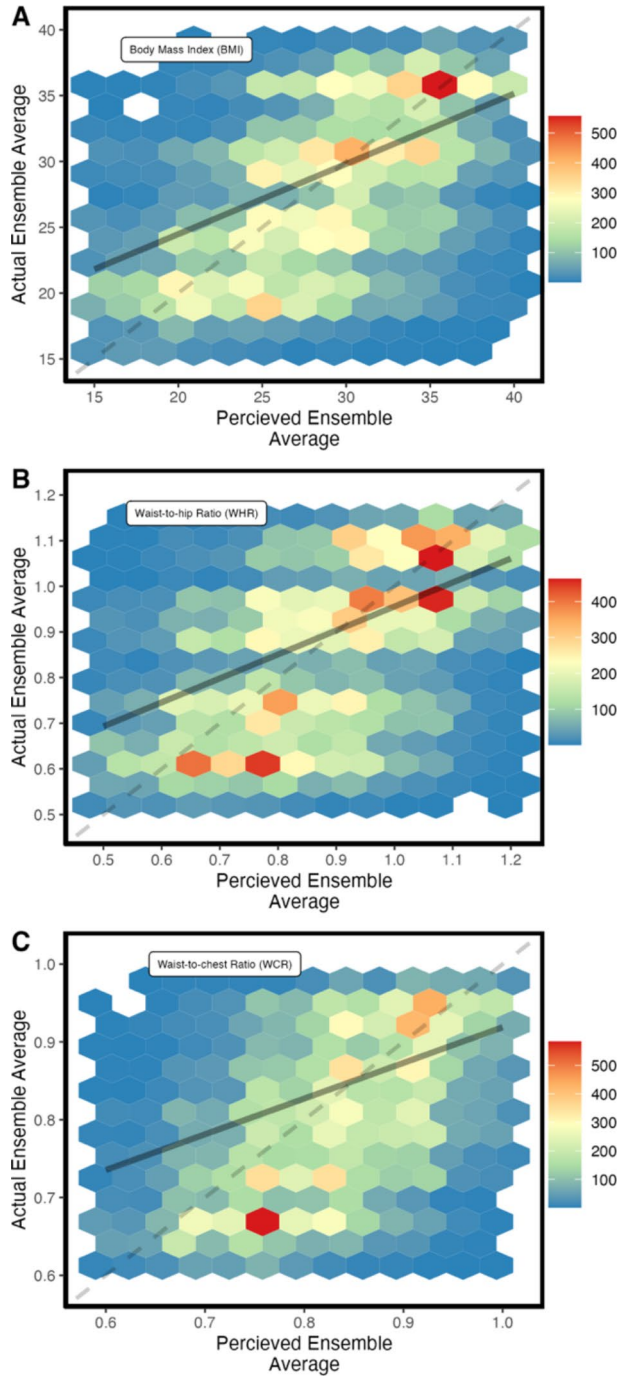 A
Body Mass Index (BMI)
Actual Ensemble Average
40
35
30
25
20
15
15 20 25 30 35 40
Percieved Ensemble
Average
500
400
300
200
100
B
Waist-to-hip Ratio (WHR)
Actual Ensemble Average
1.2
1.1
1.0
0.9
0.8
0.7
0.6
0.5
0.5 0.6 0.7 0.8 0.9 1.0 1.1 1.2
Percieved Ensemble
Average
400
300
200
100
C
Waist-to-chest Ratio (WCR)
Actual Ensemble Average
1.0
0.9
0.8
0.7
0.6
0.6 0.7 0.8 0.9 1.0
Percieved Ensemble
Average
500
400
300
200
100